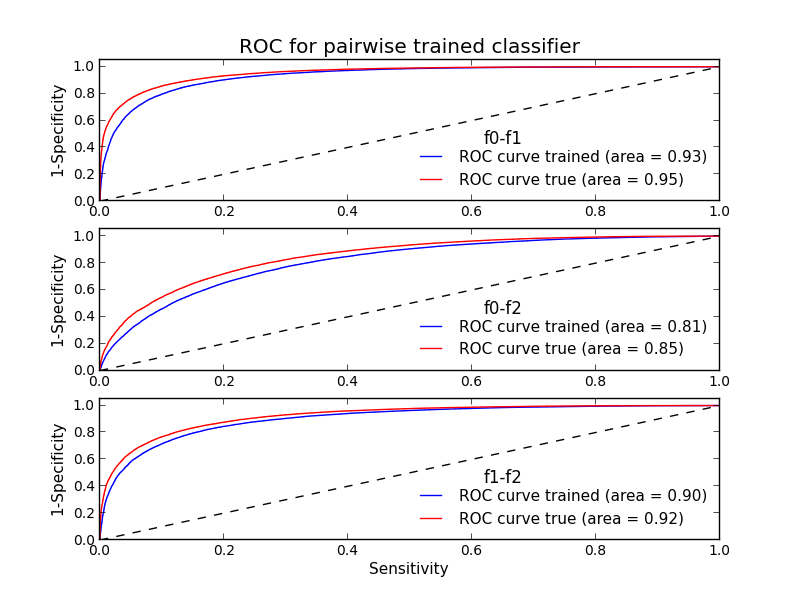 ROC for pairwise trained classifier
1.0
0.8
0.6
0.4
0.2
0.0
1-Specificity
f0-f1
ROC curve trained (area = 0.93)
ROC curve true (area = 0.95)
0.0 0.2 0.4 0.6 0.8 1.0
1.0
0.8
0.6
0.4
0.2
0.0
1-Specificity
f0-f2
ROC curve trained (area = 0.81)
ROC curve true (area = 0.85)
0.0 0.2 0.4 0.6 0.8 1.0
1.0
0.8
0.6
0.4
0.2
0.0
1-Specificity
f1-f2
ROC curve trained (area = 0.90)
ROC curve true (area = 0.92)
0.0 0.2 0.4 0.6 0.8 1.0
Sensitivity